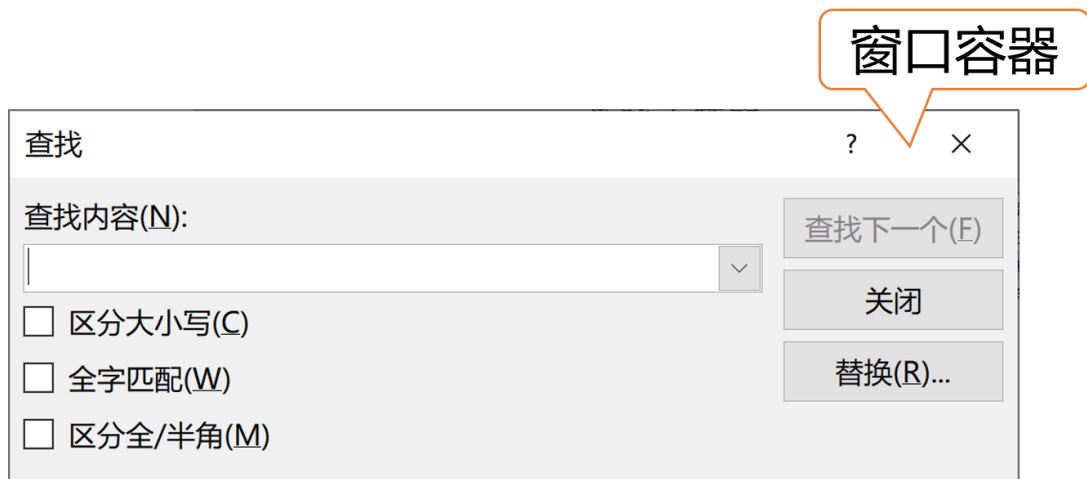 窗口容器
查找
?
查找内容(N):
查找下一个(F)
区分大小写(C)
关闭
全字匹配(W)
替换(R)...
区分全/半角(M)